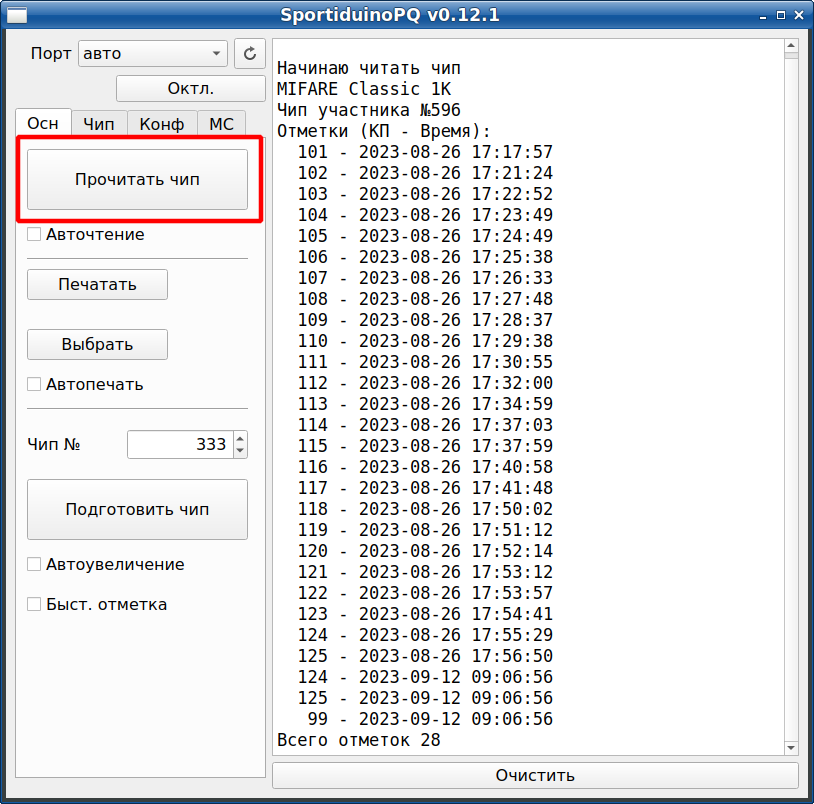 SportiduinoPQ v0.12.1
Порт авто
Октл.
Осн Чип Конф МС
Прочитать чип
Авточтение
Печатать
Выбрать
Автопечать
Чип № 333
Подготовить чип
Автоувеличение
Быст. отметка
Начинаю читать чип
MIFARE Classic 1K
Чип участника №596
Отметки (КП - Время):
101 - 2023-08-26 17:17:57
102 - 2023-08-26 17:21:24
103 - 2023-08-26 17:22:52
104 - 2023-08-26 17:23:49
105 - 2023-08-26 17:24:49
106 - 2023-08-26 17:25:38
107 - 2023-08-26 17:26:33
108 - 2023-08-26 17:27:48
109 - 2023-08-26 17:28:37
110 - 2023-08-26 17:29:38
111 - 2023-08-26 17:30:55
112 - 2023-08-26 17:32:00
113 - 2023-08-26 17:34:59
114 - 2023-08-26 17:37:03
115 - 2023-08-26 17:37:59
116 - 2023-08-26 17:40:58
117 - 2023-08-26 17:41:48
118 - 2023-08-26 17:50:02
119 - 2023-08-26 17:51:12
120 - 2023-08-26 17:52:14
121 - 2023-08-26 17:53:12
122 - 2023-08-26 17:53:57
123 - 2023-08-26 17:54:41
124 - 2023-08-26 17:55:29
125 - 2023-08-26 17:56:50
124 - 2023-09-12 09:06:56
125 - 2023-09-12 09:06:56
99 - 2023-09-12 09:06:56
Всего отметок 28
Очистить